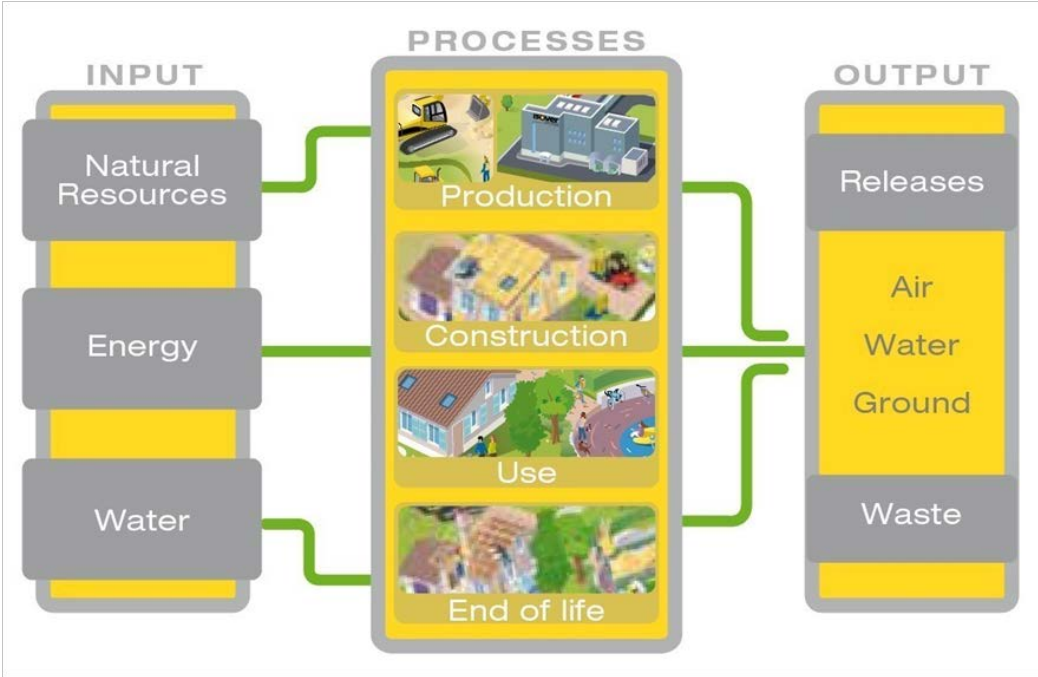 INPUT
Natural
Resources
Energy
Water
PROCESSES
Production
Construction
Use
End of life
OUTPUT
Releases
Air
Water
Ground
Waste